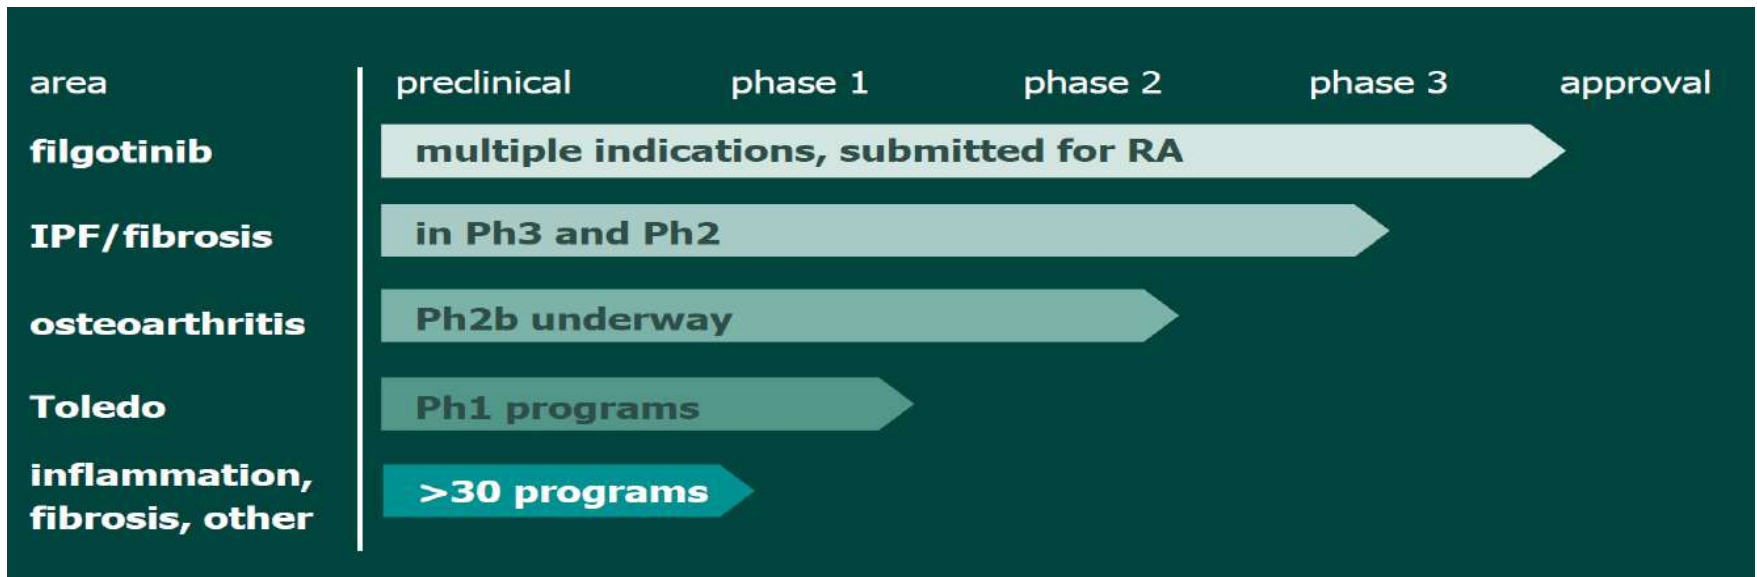 area preclinical phase 1 phase 2 phase 3 approval
filgotinib multiple indications, submitted for RA
IPF/fibrosis in Ph3 and Ph2
osteoarthritis Ph2b underway
Toledo Ph1 programs
inflammation,
fibrosis, other >30 programs